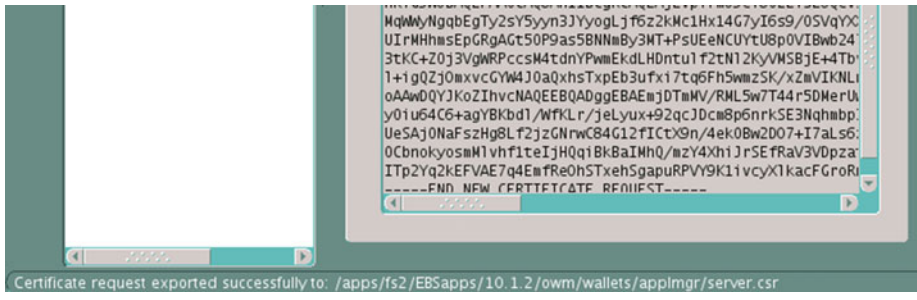 MqWWyNgqbEgTy2sY5yyn3JYyogLjf6z2kMc1Hx14G7yI6s9/0SVqYX
UIrMHhmsEpGRgAGt50P9as5BNNmBy3MT+PsUEeNCUYtU8p0VIBwb24
3tKC+Z0j3VgWRPccsM4tdnYPwmEkdLHDntulf2tN12KyVMSBjE+4Tb
l+igQZj0mxvcGYW4J0aQxhsTxpEb3ufxi7tq6Fh5wmzSK/xZmVIKNL
oAAwDQYJKoZIhvcNAQEEBQADggEBAEmjDTmMV/RML5w7T44r5DMerU
y0iu64C6+agYBKbdl/WfKLr/jeLyux+92qcJDcm8p6nrkSE3Nqhmbp
UeSAj0NaFszHg8Lf2jzGNrwC84G12fICtX9n/4ek0Bw2D07+I7aLs6
0CbnokyosmMlvhf1teIjHQqiBkBaIMhQ/mzY4XhiJrSEfRaV3VDpza
ITp2Yq2kEFVAE7q4EmfReOhSTxehSgapuRPVY9K1ivcyXlkacFGroR
-----END NEW CERTIFICATE REQUEST-----
Certificate request exported successfully to: /apps/fs2/EBSapps/10.1.2/owm/wallets/applmgr/server.csr